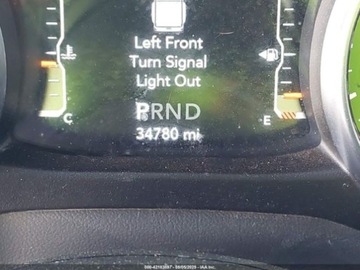 Left Front
Turn Signal
Light Out
PRND
34780 mi
C
E